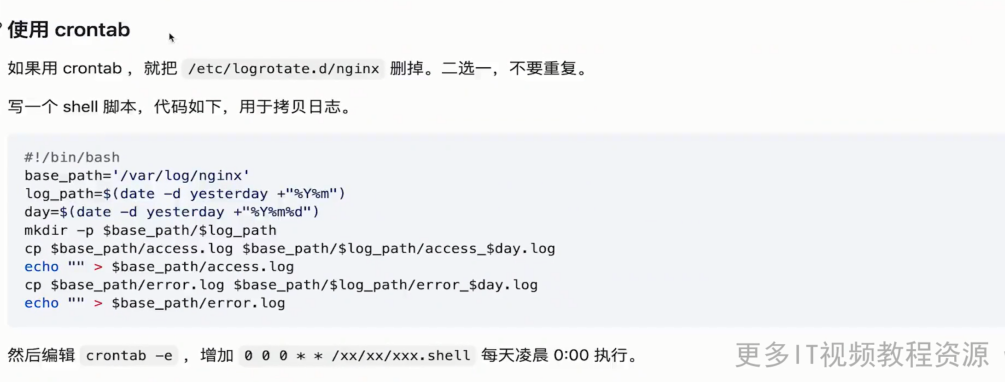 使用 crontab
如果用 crontab ，就把 /etc/logrotate.d/nginx 删掉。二选一，不要重复。
写一个 shell 脚本，代码如下，用于拷贝日志。
#!/bin/bash
base_path='/var/log/nginx'
log_path=$(date -d yesterday +"%Y%m")
day=$(date -d yesterday +"%Y%m%d")
mkdir -p $base_path/$log_path
cp $base_path/access.log $base_path/$log_path/access_$day.log
echo "" > $base_path/access.log
cp $base_path/error.log $base_path/$log_path/error_$day.log
echo "" > $base_path/error.log
然后编辑 crontab -e ，增加 0 0 0 * * /xx/xx/xxx.shell 每天凌晨 0:00 执行。
更多IT视频教程资源